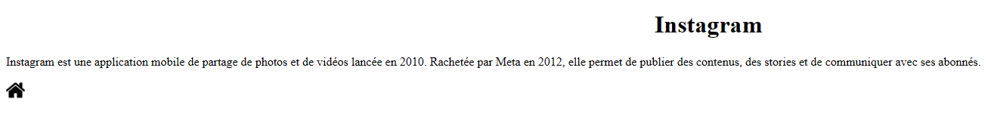 Instagram
Instagram est une application mobile de partage de photos et de vidéos lancée en 2010. Rachetée par Meta en 2012, elle permet de publier des contenus, des stories et de communiquer avec ses abonnés.